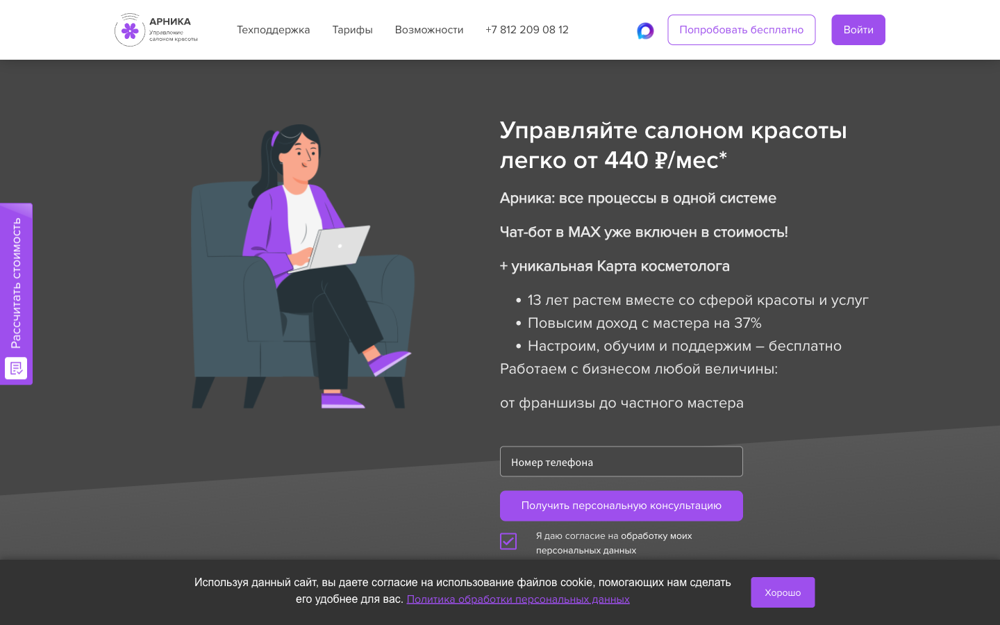 АРНИКА
Управление
салоном красоты
Техподдержка
Тарифы
Возможности
+7 812 209 08 12
Попробовать бесплатно
Войти
Рассчитать стоимость
Управляйте салоном красоты
легко от 440 ₽/мес*
Арника: все процессы в одной системе
Чат-бот в МАХ уже включен в стоимость!
+ уникальная Карта косметолога
• 13 лет растем вместе со сферой красоты и услуг
• Повысим доход с мастера на 37%
• Настроим, обучим и поддержим – бесплатно
Работаем с бизнесом любой величины:
от франшизы до частного мастера
Номер телефона
Получить персональную консультацию
Я даю согласие на обработку моих
персональных данных
Используя данный сайт, вы даете согласие на использование файлов cookie, помогающих нам сделать
его удобнее для вас. Политика обработки персональных данных
Хорошо